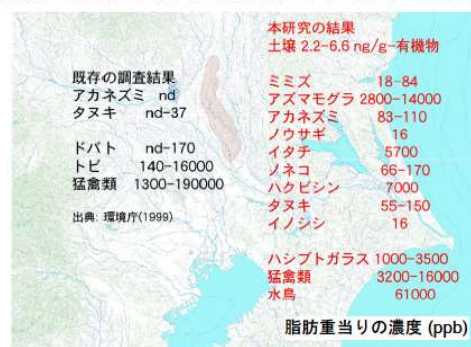 本研究の結果
土壌 2.2-6.6 ng/g-有機物
既存の調査結果
アカネズミ nd
タヌキ nd-37
ドバト nd-170
トビ 140-16000
猛禽類 1300-190000
出典: 環境庁(1999)
ミミズ 18-84
アズマモグラ 2800-14000
アカネズミ 83-110
ノウサギ 16
イタチ 5700
ノネコ 66-170
ハクビシン 7000
タヌキ 55-150
イノシシ 16
ハシブトガラス 1000-3500
猛禽類 3200-16000
水鳥 61000
脂肪重当りの濃度 (ppb)